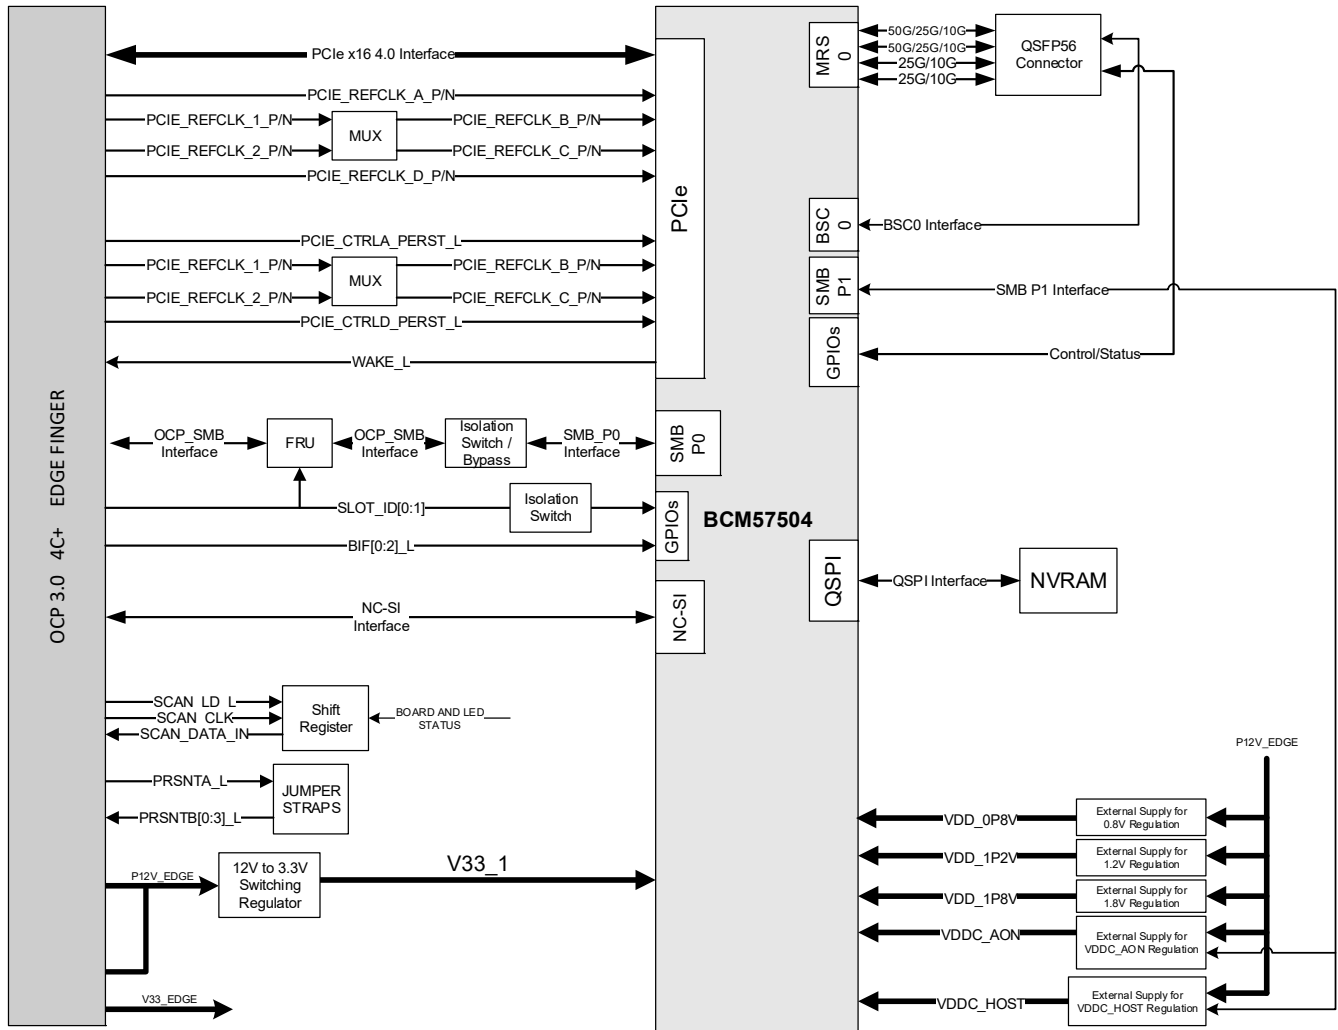 OCP 3.0 4C+ EDGE FINGER
PCIe x16 4.0 Interface
PCIE_REFCLK_A_P/N
PCIE_REFCLK_1_P/N
MUX
PCIE_REFCLK_B_P/N
PCIE_REFCLK_2_P/N
PCIE_REFCLK_C_P/N
PCIE_REFCLK_D_P/N
PCIE_CTRLA_PERST_L
PCIE_REFCLK_1_P/N
MUX
PCIE_REFCLK_B_P/N
PCIE_REFCLK_2_P/N
PCIE_REFCLK_C_P/N
PCIE_CTRLD_PERST_L
WAKE_L
PCIe
OCP_SMB
Interface
FRU
OCP_SMB
Interface
Isolation
Switch /
Bypass
SMB_P0
Interface
SMB
P0
SLOT_ID[0:1]
Isolation
Switch
BIF[0:2]_L
GPIOs
NC-SI
Interface
NC-SI
SCAN_LD_L
SCAN_CLK
SCAN_DATA_IN
Shift
Register
BOARD AND LED
STATUS
PRSNTA_L
PRSNTB[0:3]_L
JUMPER
STRAPS
P12V_EDGE
12V to 3.3V
Switching
Regulator
V33_1
V33_EDGE
BCM57504
MRS
0
50G/25G/10G
50G/25G/10G
25G/10G
25G/10G
QSFP56
Connector
BSC
0
BSC0 Interface
SMB
P1
SMB P1 Interface
GPIOs
Control/Status
QSPI
QSPI Interface
NVRAM
P12V_EDGE
VDD_0P8V
External Supply for
0.8V Regulation
VDD_1P2V
External Supply for
1.2V Regulation
VDD_1P8V
External Supply for
1.8V Regulation
VDDC_AON
External Supply for
VDDC_AON Regulation
VDDC_HOST
External Supply for
VDDC_HOST Regulation